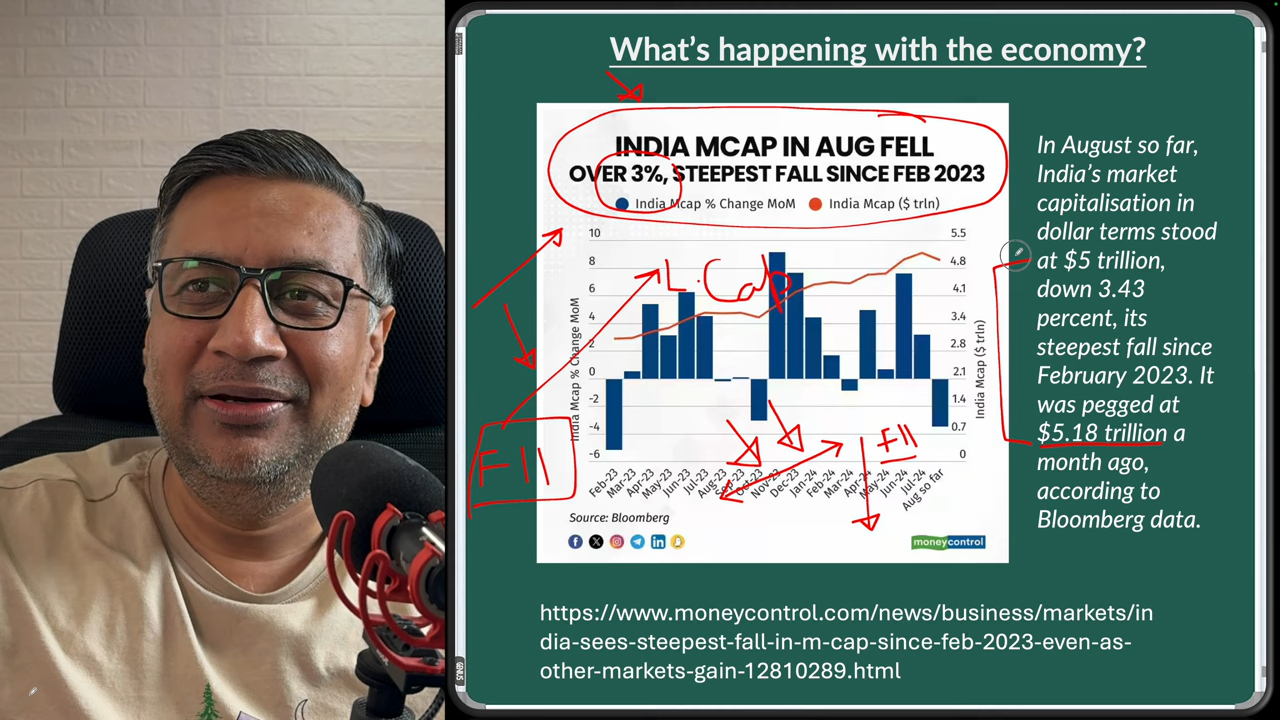 What's happening with the economy?
INDIA MCAP IN AUG FELL
OVER 3%, STEEPEST FALL SINCE FEB 2023
India Mcap % Change MoM
India Mcap ($ trln)
10
8
6
4
2
0
-2
-4
-6
India Mcap % Change MoM
5.5
4.8
4.1
3.4
2.8
2.1
1.4
0.7
0
India Mcap ($ trln)
L.Cap
FII
FII
Feb-23
Mar-23
Apr-23
May-23
Jun-23
Jul-23
Aug-23
Sep-23
Oct-23
Nov-23
Dec-23
Jan-24
Feb-24
Mar-24
Apr-24
May-24
Jun-24
Jul-24
Aug so far
Source: Bloomberg
moneycontrol
In August so far,
India's market
capitalisation in
dollar terms stood
at $5 trillion,
down 3.43
percent, its
steepest fall since
February 2023. It
was pegged at
$5.18 trillion a
month ago,
according to
Bloomberg data.
https://www.moneycontrol.com/news/business/markets/in
dia-sees-steepest-fall-in-m-cap-since-feb-2023-even-as-
other-markets-gain-12810289.html
GENIUS